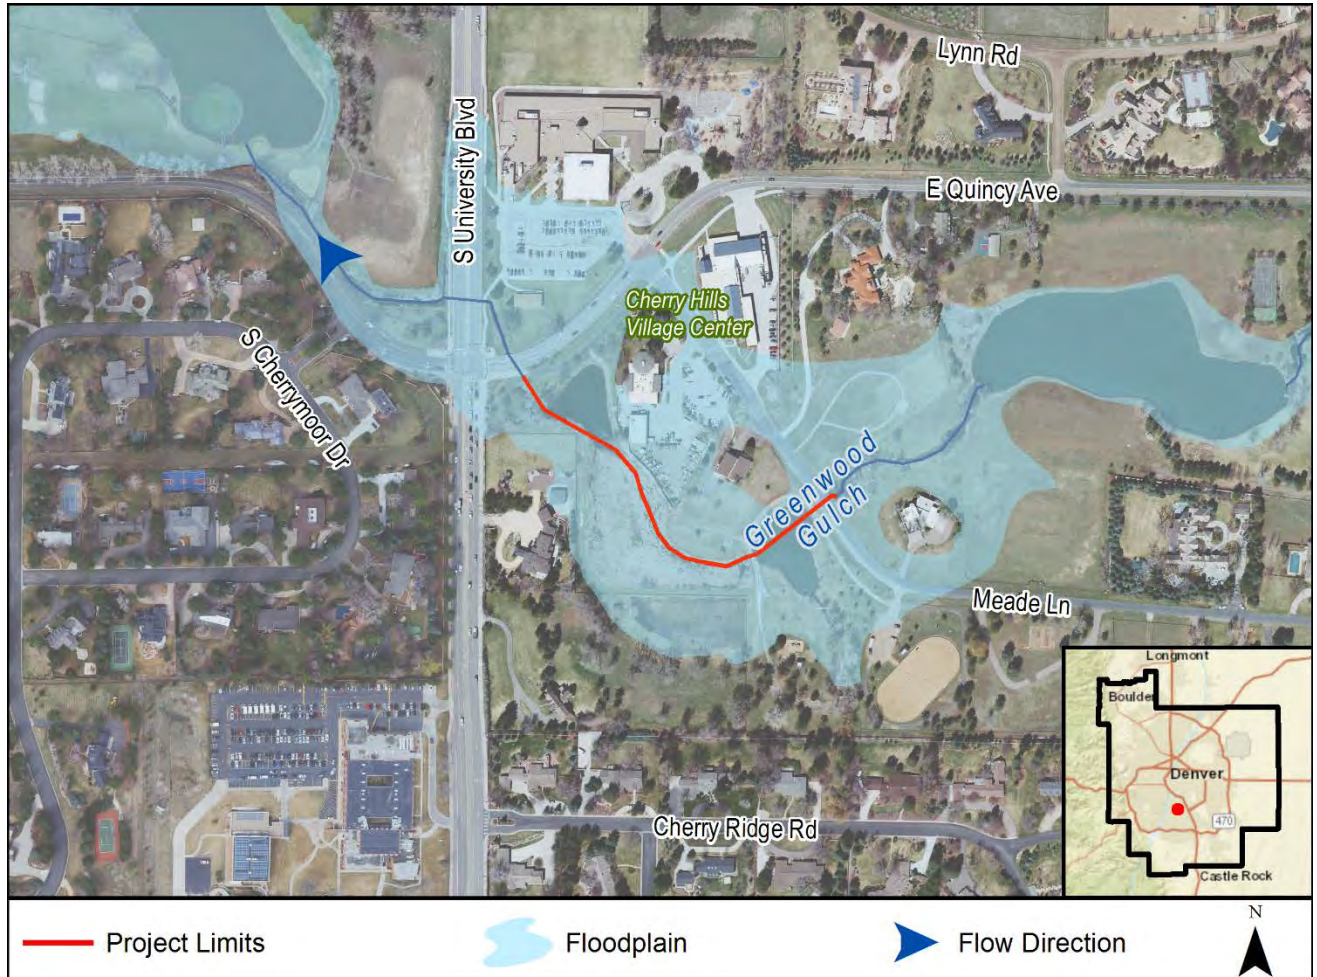 Lynn Rd
S University Blvd
E Quincy Ave
Cherry Hills
Village Center
S Cherrymoor Dr
Greenwood
Gulch
Meade Ln
Cherry Ridge Rd
Longmont
Boulder
Denver
470
Castle Rock
Project Limits
Floodplain
Flow Direction
N